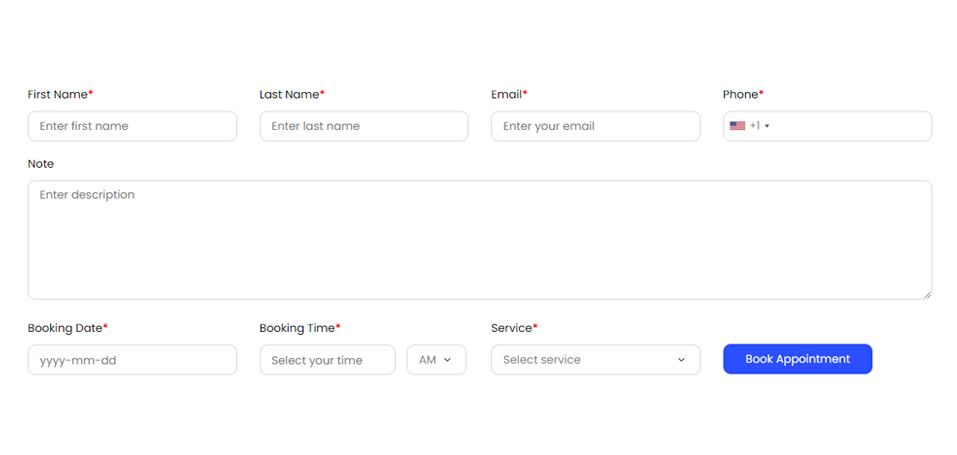 First Name* Last Name* Email* Phone*
Enter first name Enter last name Enter your email +1
Note
Enter description
Booking Date* Booking Time* Service*
yyyy-mm-dd Select your time AM Select service Book Appointment